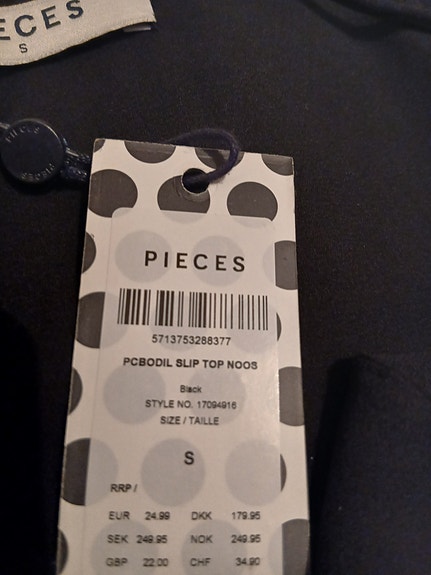 ECES
S
PIECES
5713753288377
PCBODIL SLIP TOP NOOS
Black
STYLE NO. 17094916
SIZE / TAILLE
S
RRP /
EUR 24.99 DKK 179.95
SEK 249.95 NOK 249.95
GBP 22.00 CHF 34.90